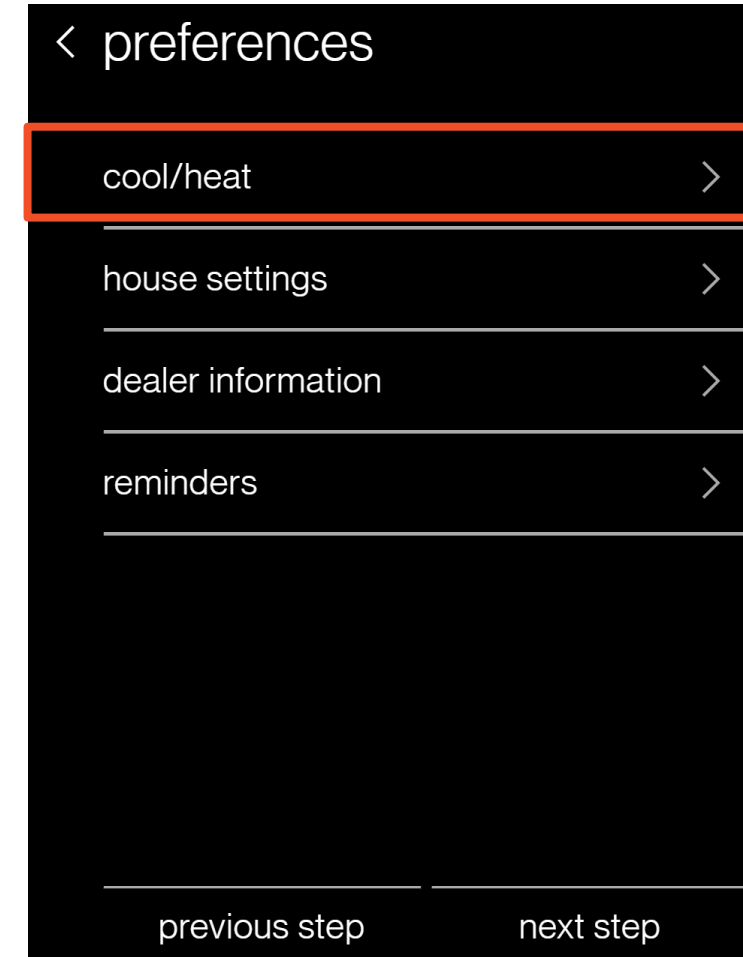 preferences
cool/heat
house settings
dealer information
reminders
previous step next step